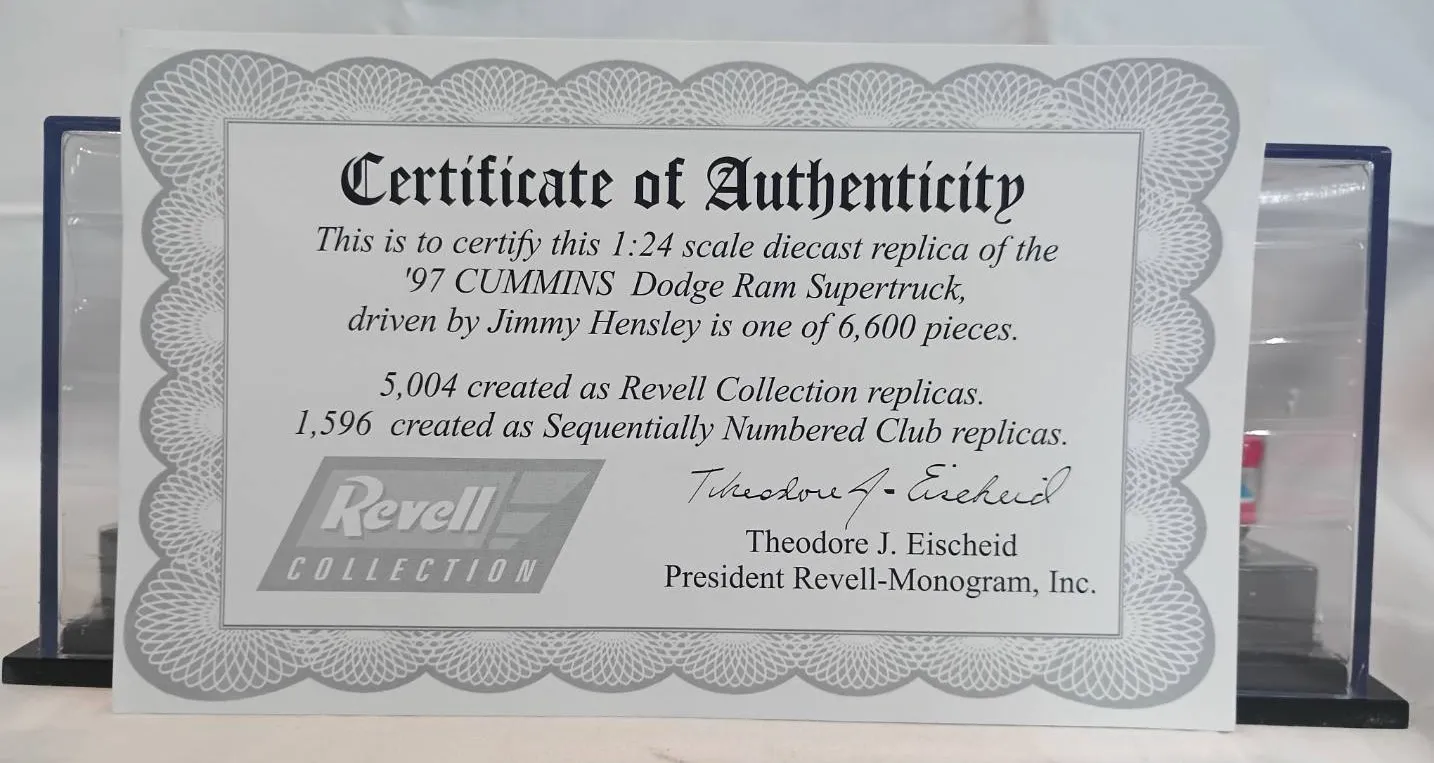 Certificate of Authenticity
This is to certify this 1:24 scale diecast replica of the
'97 CUMMINS Dodge Ram Supertruck,
driven by Jimmy Hensley is one of 6,600 pieces.
5,004 created as Revell Collection replicas.
1,596 created as Sequentially Numbered Club replicas.
Revell
COLLECTION
Theodore J. Eischeid
Theodore J. Eischeid
President Revell-Monogram, Inc.